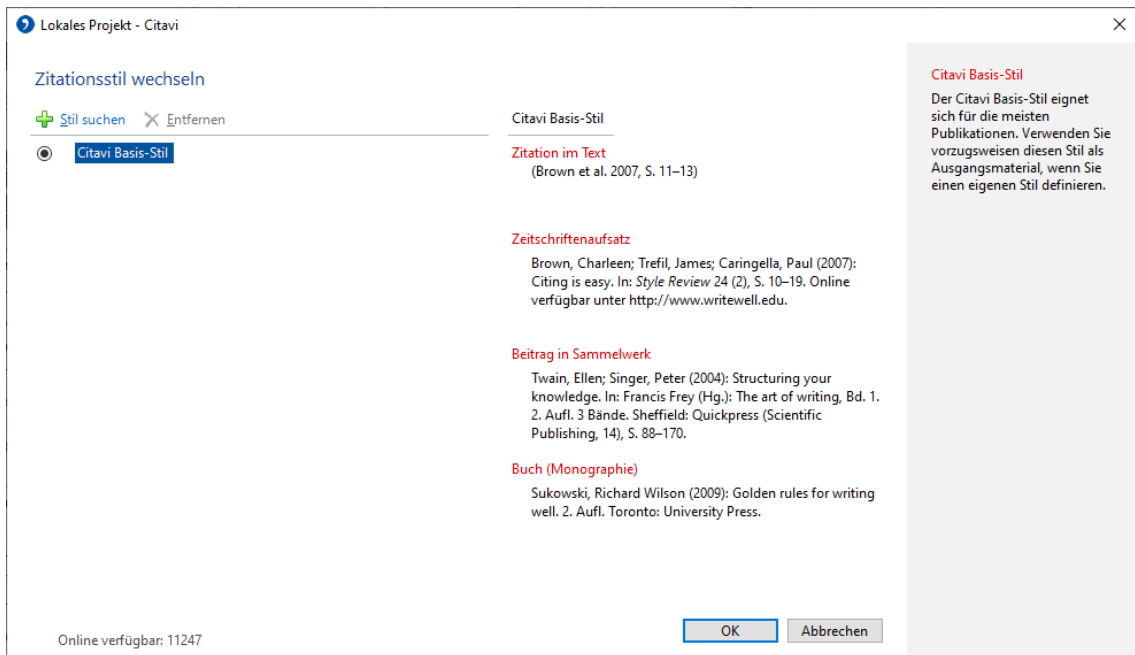 Lokales Projekt - Citavi
Zitationsstil wechseln
Stil suchen Entfernen
Citavi Basis-Stil
Citavi Basis-Stil
Zitation im Text
(Brown et al. 2007, S. 11–13)
Zeitschriftenaufsatz
Brown, Charleen; Trefil, James; Caringella, Paul (2007):
Citing is easy. In: Style Review 24 (2), S. 10–19. Online
verfügbar unter http://www.writewell.edu.
Beitrag in Sammelwerk
Twain, Ellen; Singer, Peter (2004): Structuring your
knowledge. In: Francis Frey (Hg.): The art of writing, Bd. 1.
2. Aufl. 3 Bände. Sheffield: Quickpress (Scientific
Publishing, 14), S. 88–170.
Buch (Monographie)
Sukowski, Richard Wilson (2009): Golden rules for writing
well. 2. Aufl. Toronto: University Press.
Citavi Basis-Stil
Der Citavi Basis-Stil eignet
sich für die meisten
Publikationen. Verwenden Sie
vorzugsweisen diesen Stil als
Ausgangsmaterial, wenn Sie
einen eigenen Stil definieren.
Online verfügbar: 11247
OK Abbrechen